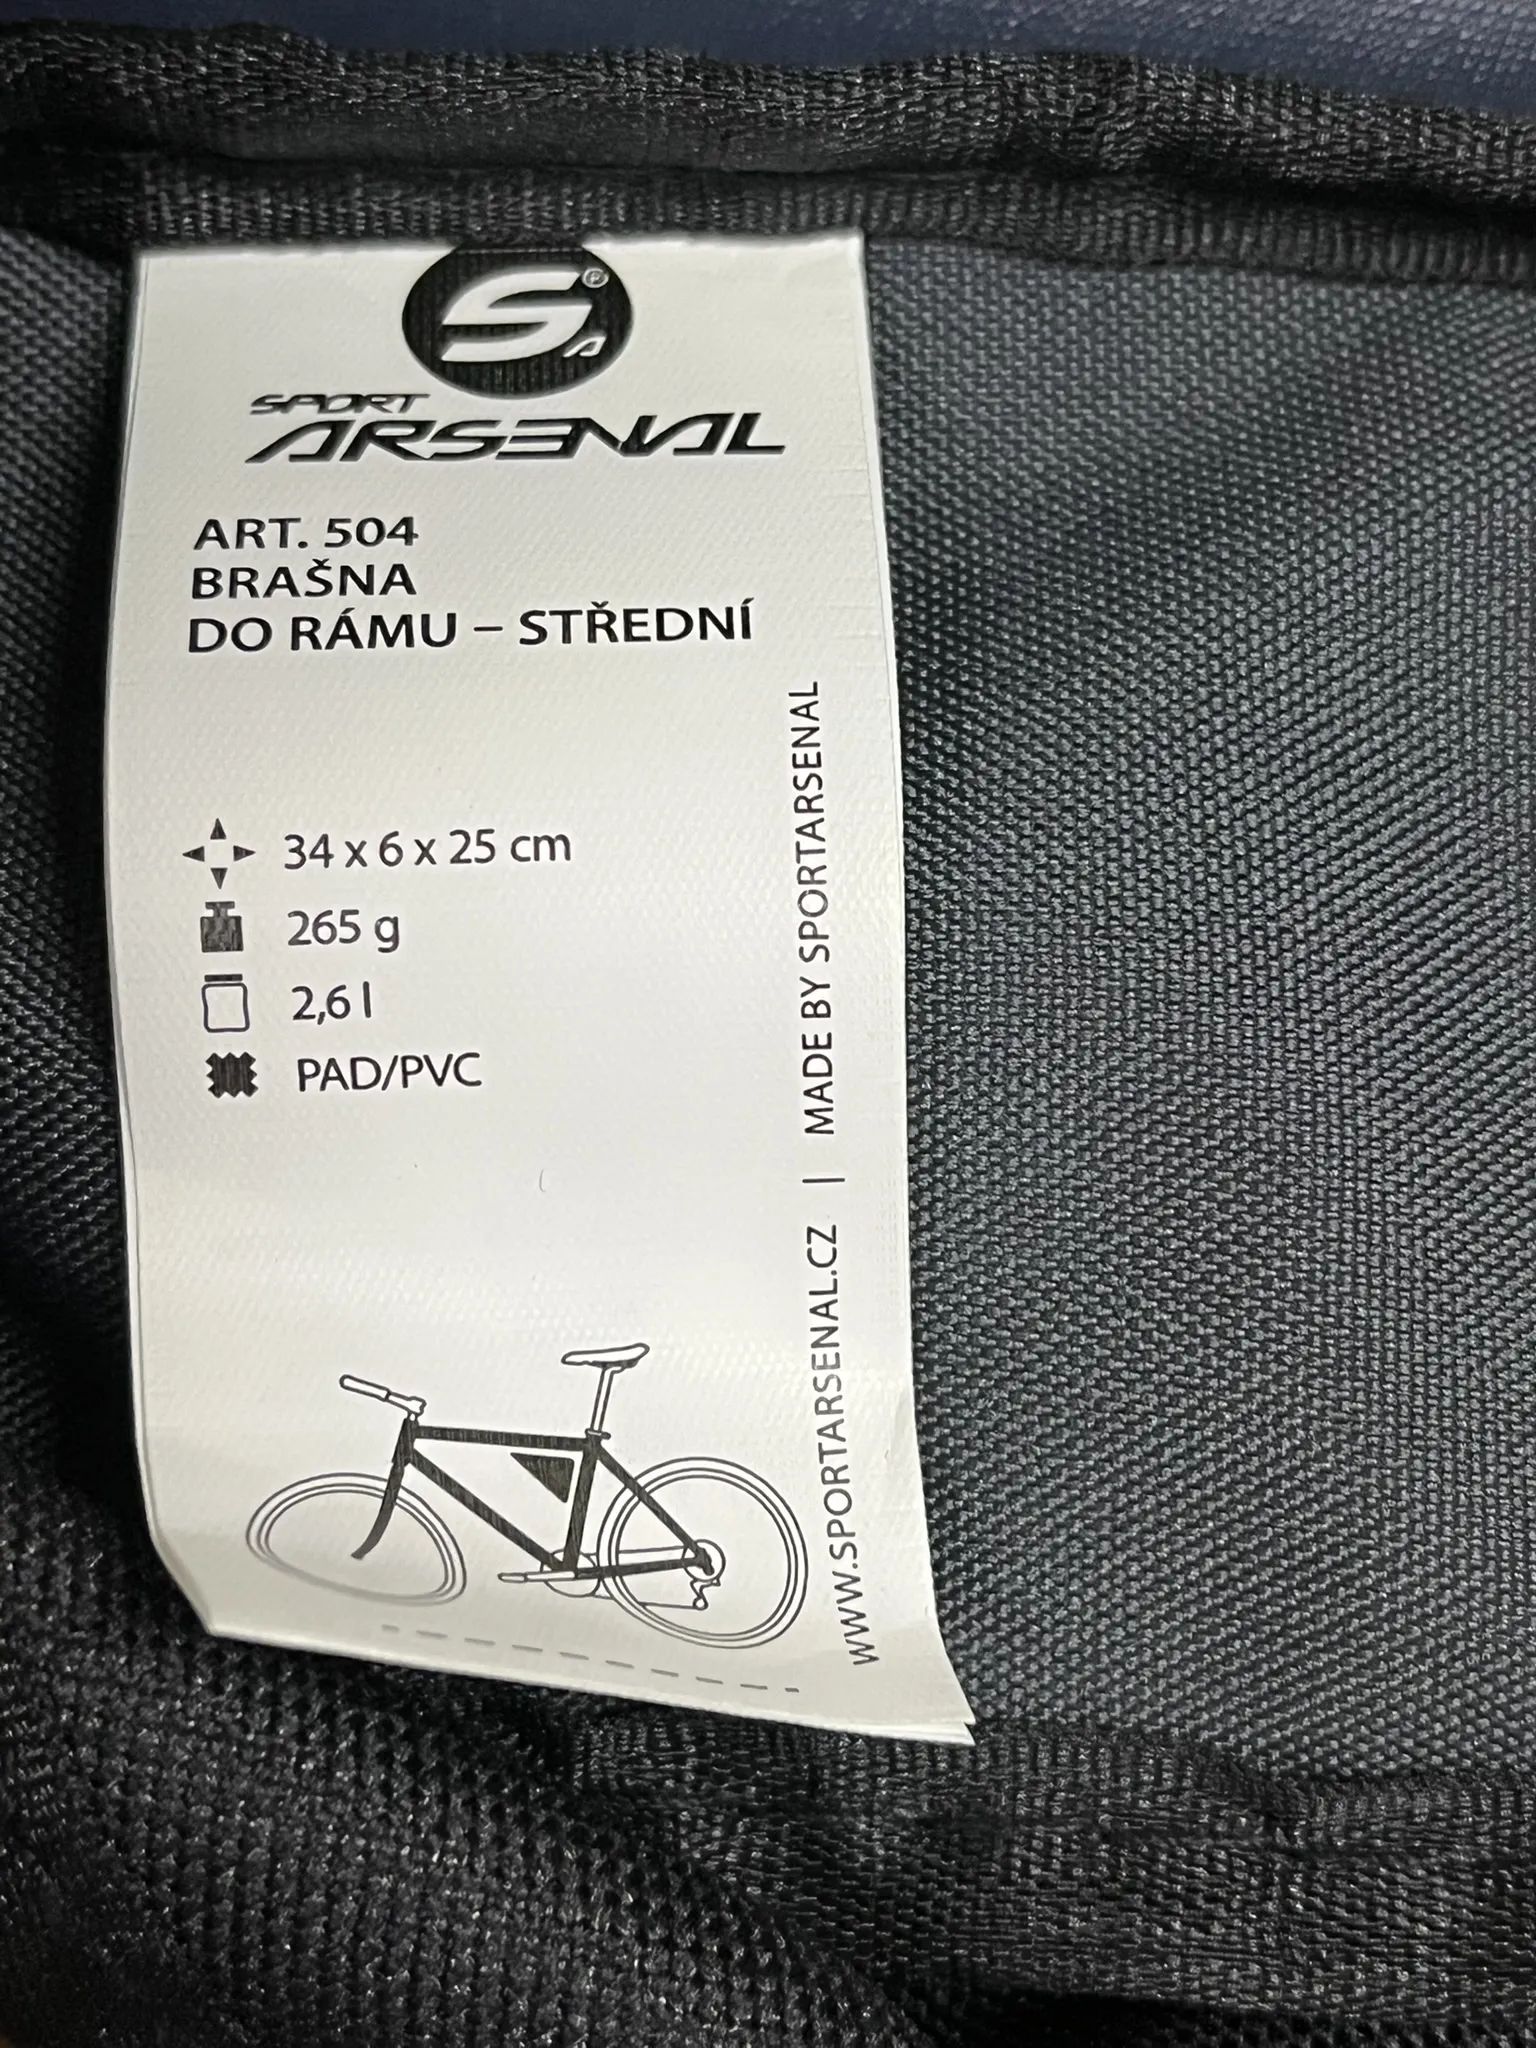 S®
A
SPORT
ARSENAL
ART. 504
BRAŠNA
DO RÁMU – STŘEDNÍ
34 x 6 x 25 cm
265 g
2,6 l
PAD/PVC
WWW.SPORTARSENAL.CZ | MADE BY SPORTARSENAL